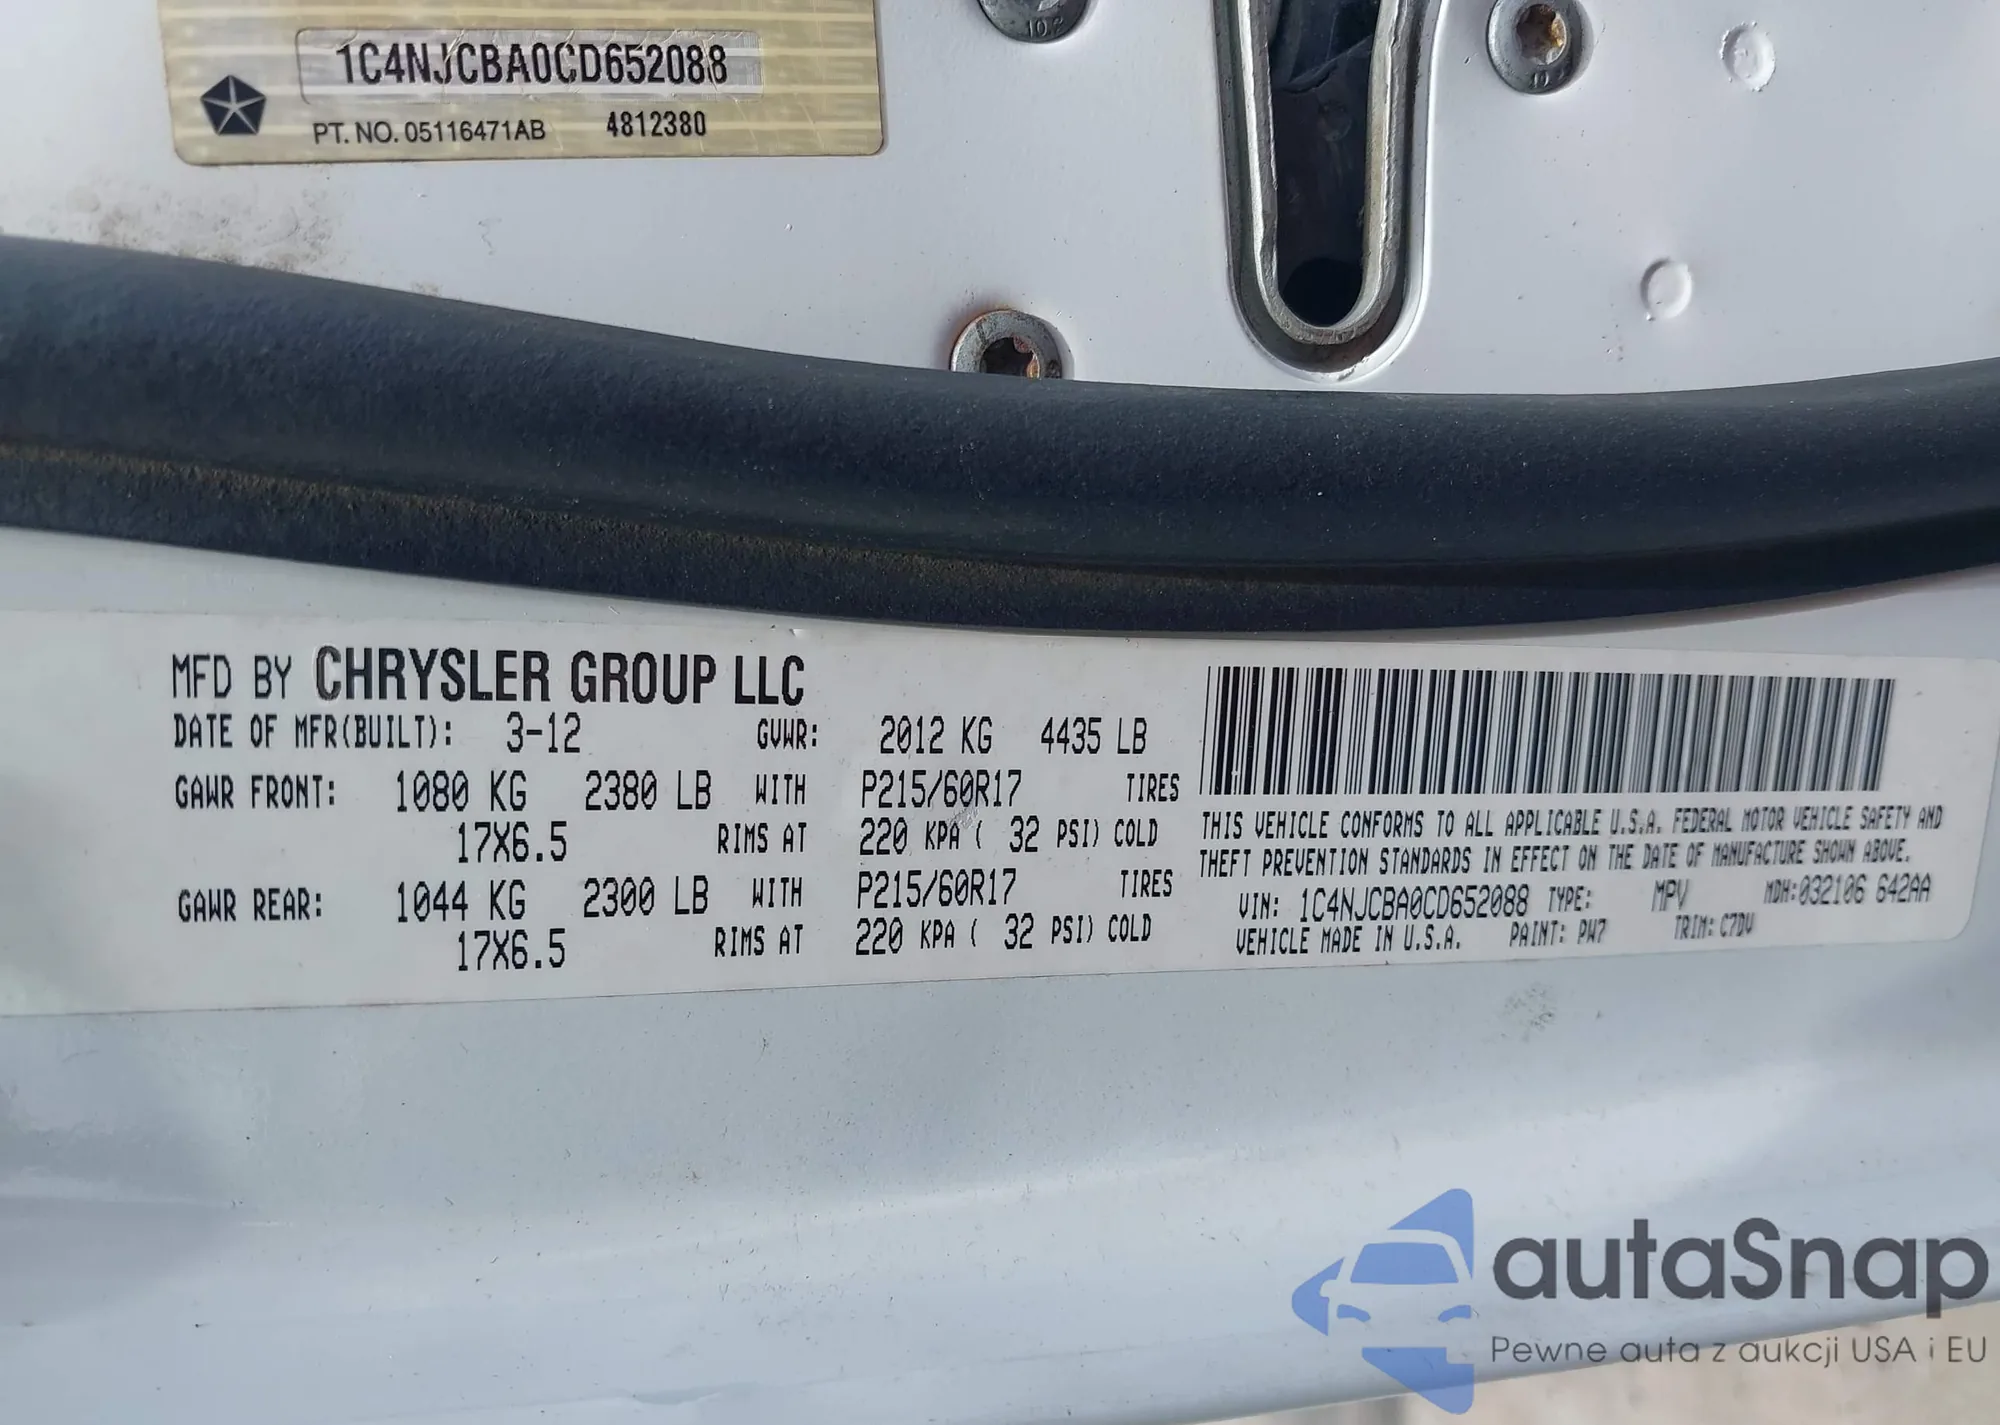 1C4NJCBA0CD652088
PT. NO. 05116471AB 4812380
MFD BY CHRYSLER GROUP LLC
DATE OF MFR(BUILT): 3-12 GVWR: 2012 KG 4435 LB
GAWR FRONT: 1080 KG 2380 LB WITH P215/60R17 TIRES
17X6.5 RIMS AT 220 KPA ( 32 PSI) COLD
GAWR REAR: 1044 KG 2300 LB WITH P215/60R17 TIRES
17X6.5 RIMS AT 220 KPA ( 32 PSI) COLD
THIS VEHICLE CONFORMS TO ALL APPLICABLE U.S.A. FEDERAL MOTOR VEHICLE SAFETY AND
THEFT PREVENTION STANDARDS IN EFFECT ON THE DATE OF MANUFACTURE SHOWN ABOVE.
VIN: 1C4NJCBA0CD652088 TYPE: MPV MDH:032106 642AA
VEHICLE MADE IN U.S.A. PAINT: PW7 TRIM: C7DV
autaSnap
Pewne auta z aukcji USA i EU